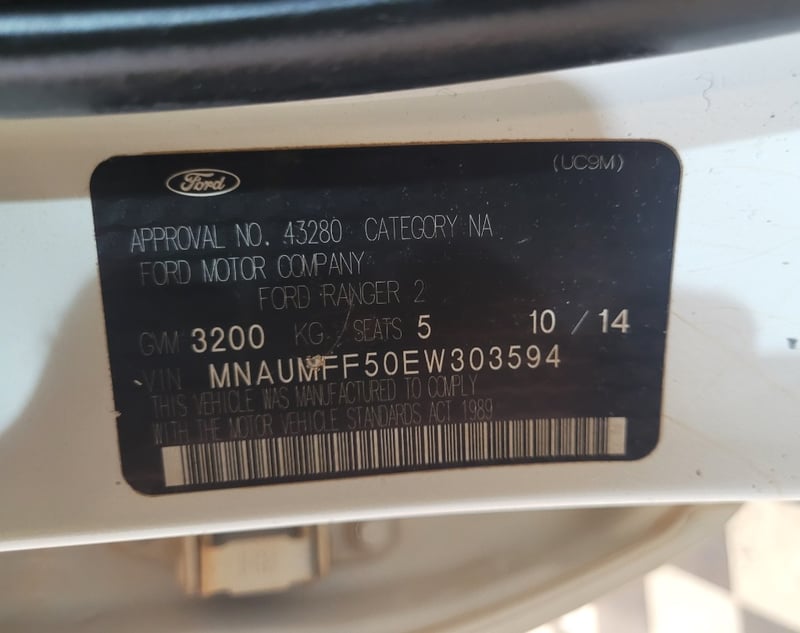 Ford
(UC9M)
APPROVAL NO. 43280 CATEGORY NA
FORD MOTOR COMPANY
FORD RANGER 2
GVM 3200 KG. SEATS 5 10 / 14
VIN MNAUMFF50EW303594
THIS VEHICLE WAS MANUFACTURED TO COMPLY
WITH THE MOTOR VEHICLE STANDARDS ACT 1989